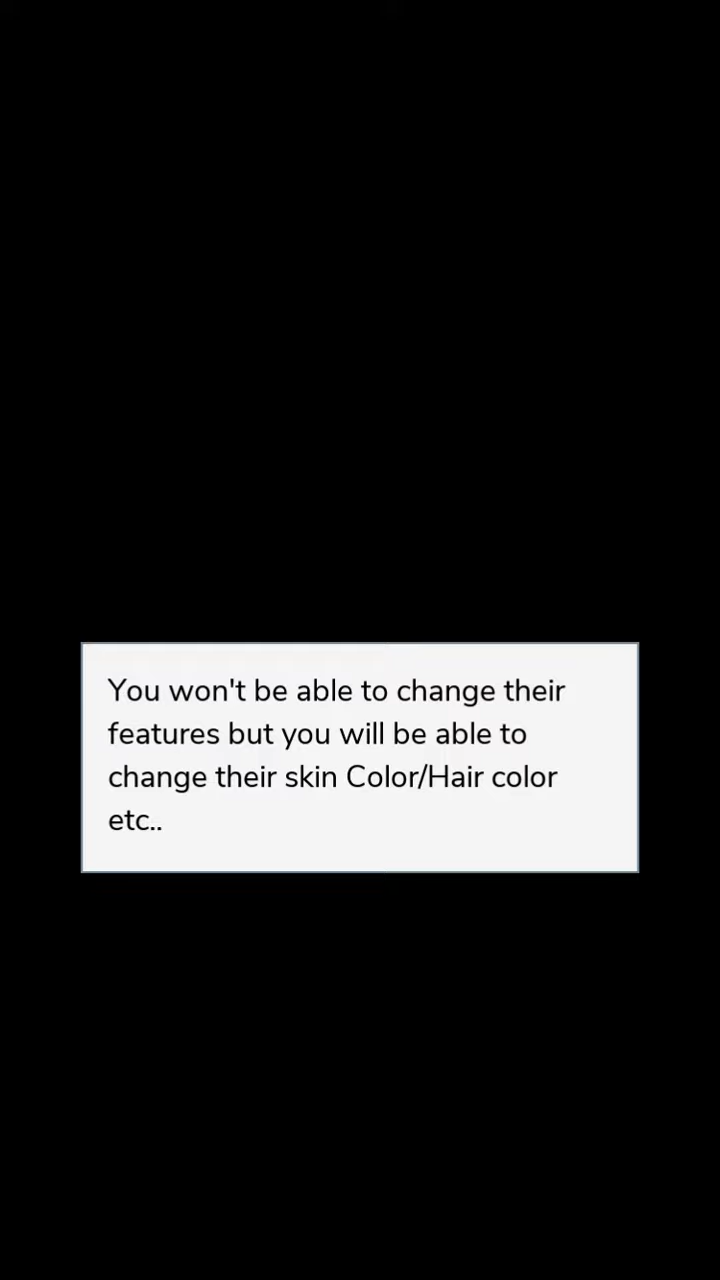 You won't be able to change their
features but you will be able to
change their skin Color/Hair color
etc..